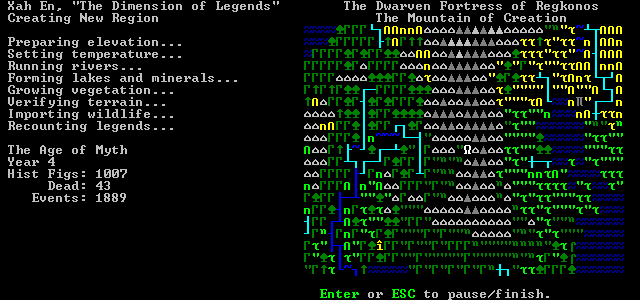 Xah En, "The Dimension of Legends"
Creating New Region
Preparing elevation...
Setting temperature...
Running rivers...
Forming lakes and minerals...
Growing vegetation...
Verifying terrain...
Importing wildlife...
Recounting legends...
The Age of Myth
Year 4
Hist Figs: 1007
Dead: 43
Events: 1889
The Dwarven Fortress of Regkonos
The Mountain of Creation
Enter or ESC to pause/finish.